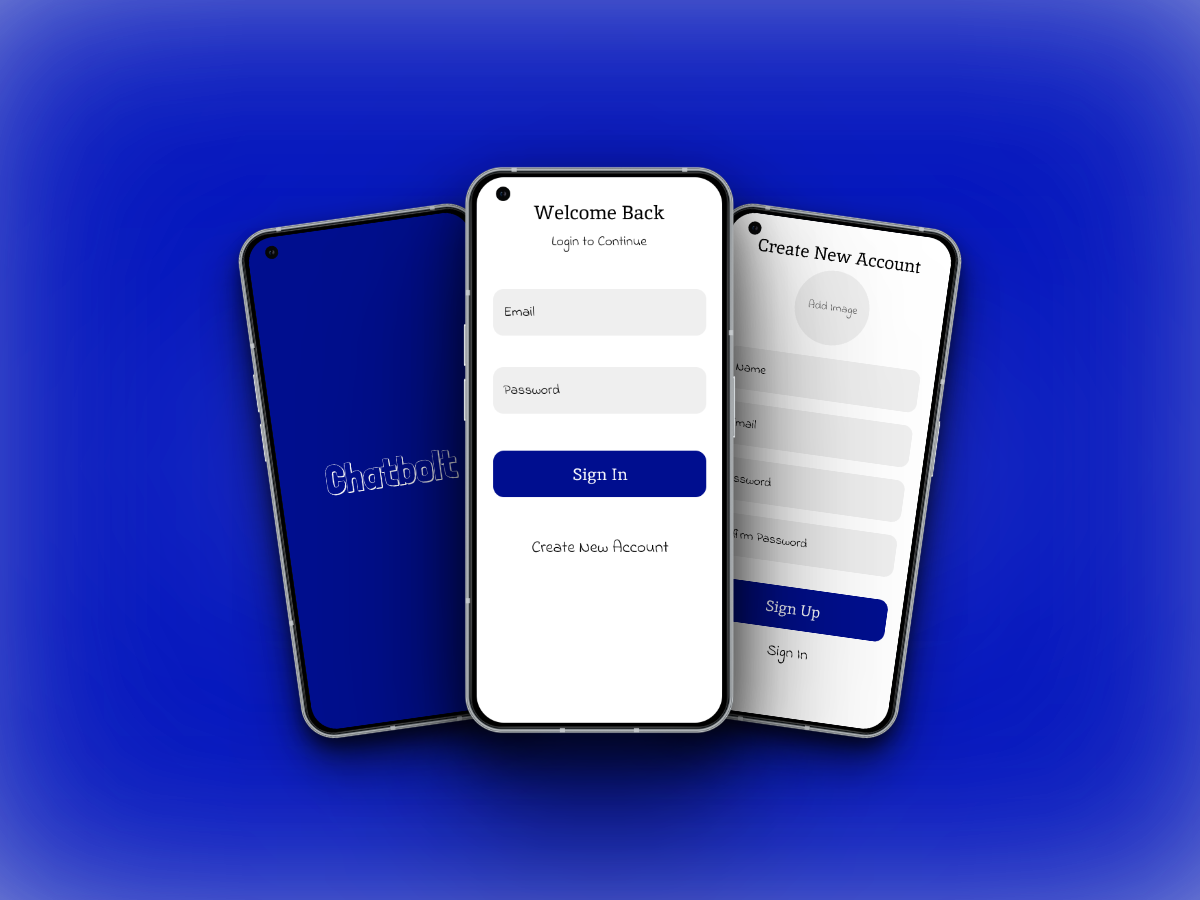 Chatbolt
Welcome Back
Login to Continue
Email
Password
Sign In
Create New Account
Create New Account
Add Image
Name
mail
ssword
firm Password
Sign Up
Sign In